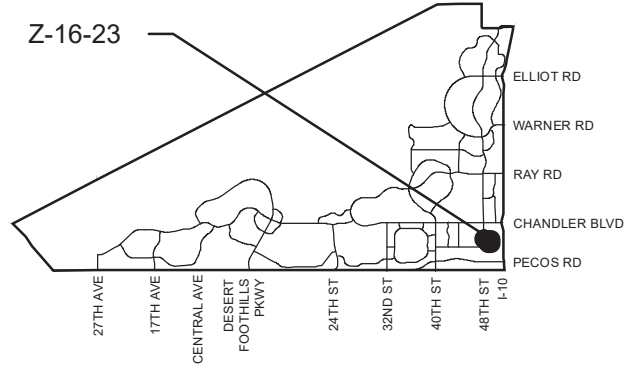 Z-16-23
ELLIOT RD
WARNER RD
RAY RD
CHANDLER BLVD
PECOS RD
27TH AVE
17TH AVE
CENTRAL AVE
DESERT
FOOTHILLS
PKWY
24TH ST
32ND ST
40TH ST
48TH ST
I-10